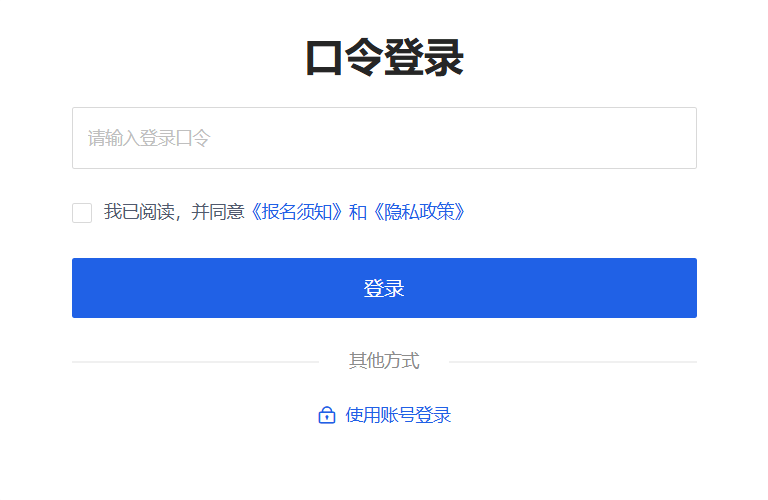 口令登录
请输入登录口令
我已阅读，并同意《报名须知》和《隐私政策》
登录
其他方式
使用账号登录